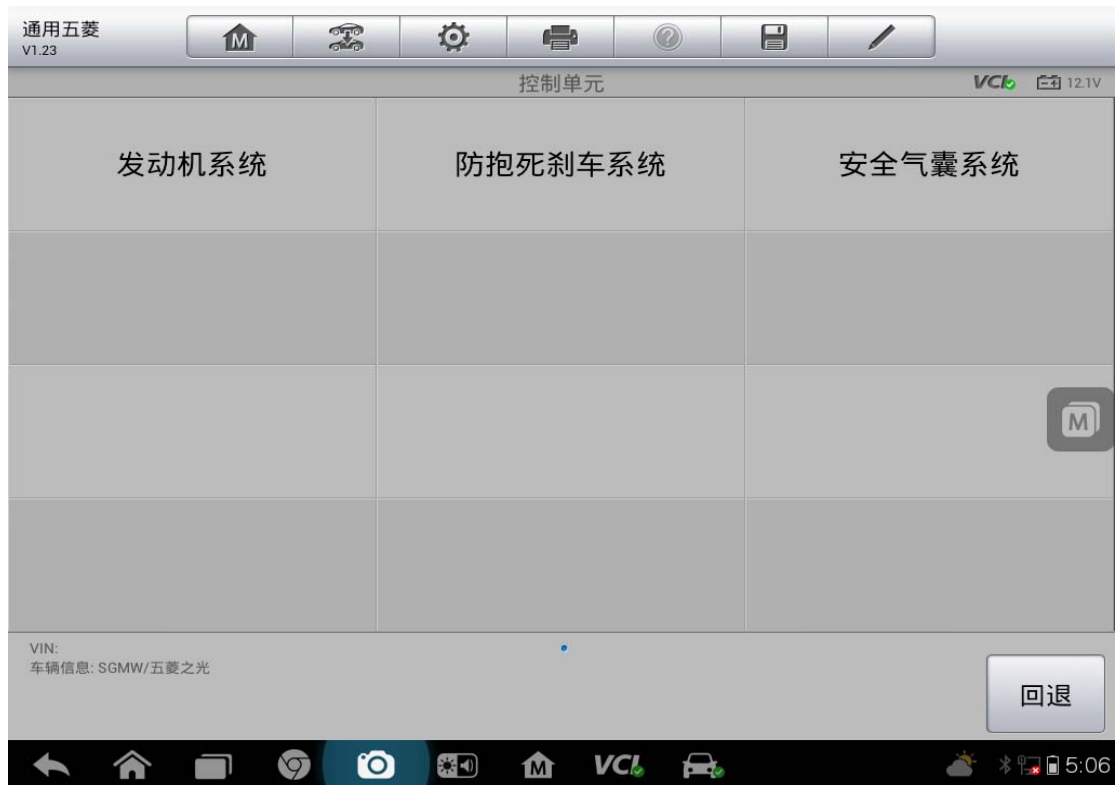 通用五菱
V1.23
M
控制单元
VCI
12.1V
发动机系统
防抱死刹车系统
安全气囊系统
M
VIN:
车辆信息: SGMW/五菱之光
回退
M
VCI
5:06